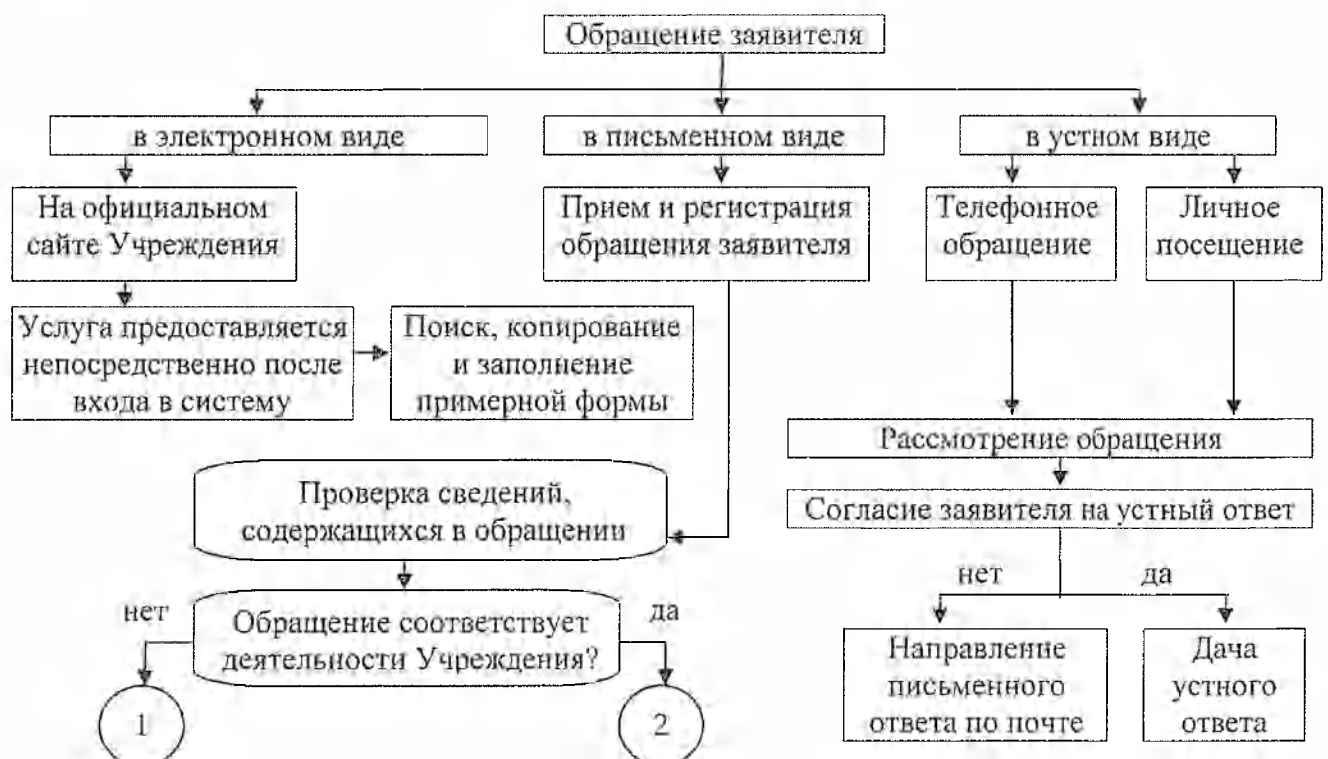 Обращение заявителя
в электронном виде
в письменном виде
в устном виде
На официальном
сайте Учреждения
Прием и регистрация
обращения заявителя
Телефонное
обращение
Личное
посещение
Услуга предоставляется
непосредственно после
входа в систему
Поиск, копирование
и заполнение
примерной формы
Рассмотрение обращения
Проверка сведений,
содержащихся в обращении
Согласие заявителя на устный ответ
нет
да
нет
Обращение соответствует
деятельности Учреждения?
да
Направление
письменного
ответа по почте
Дача
устного
ответа
1
2